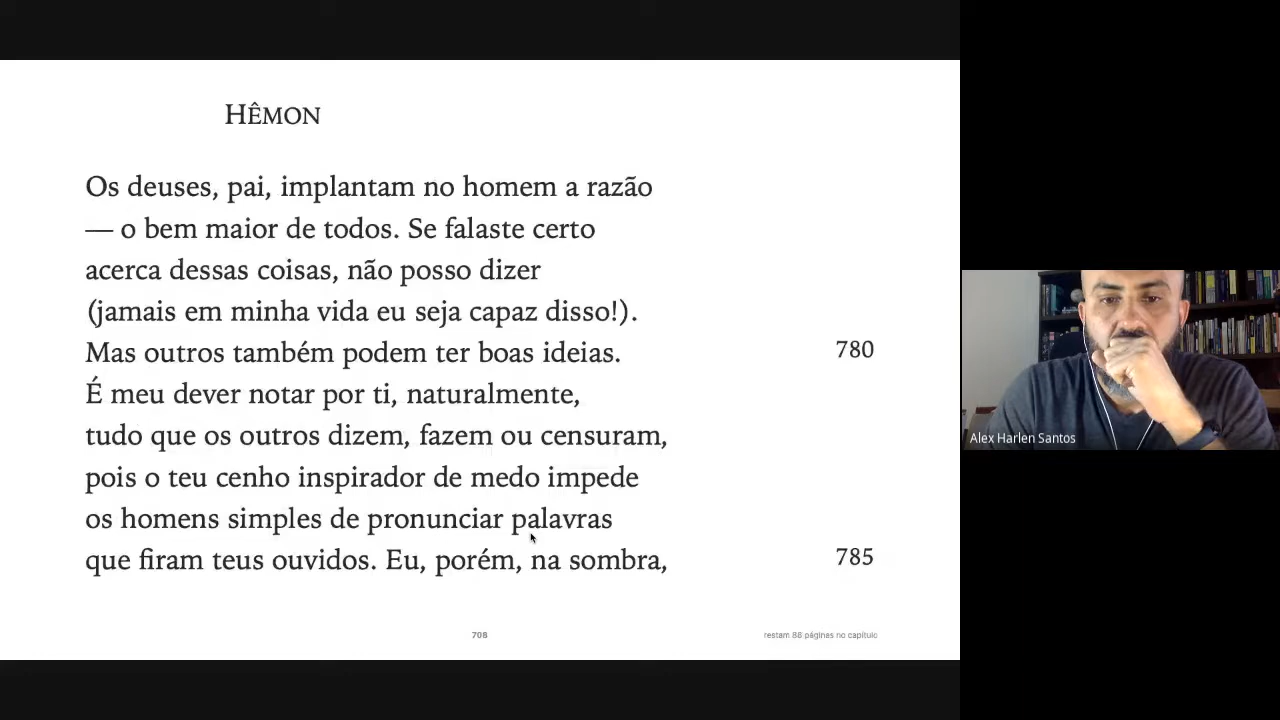 HÊMON
Os deuses, pai, implantam no homem a razão
— o bem maior de todos. Se falaste certo
acerca dessas coisas, não posso dizer
(jamais em minha vida eu seja capaz disso!).
Mas outros também podem ter boas ideias.
780
É meu dever notar por ti, naturalmente,
tudo que os outros dizem, fazem ou censuram,
pois o teu cenho inspirador de medo impede
os homens simples de pronunciar palavras
que firam teus ouvidos. Eu, porém, na sombra,
785
708
restam 88 páginas no capítulo
Alex Harlen Santos